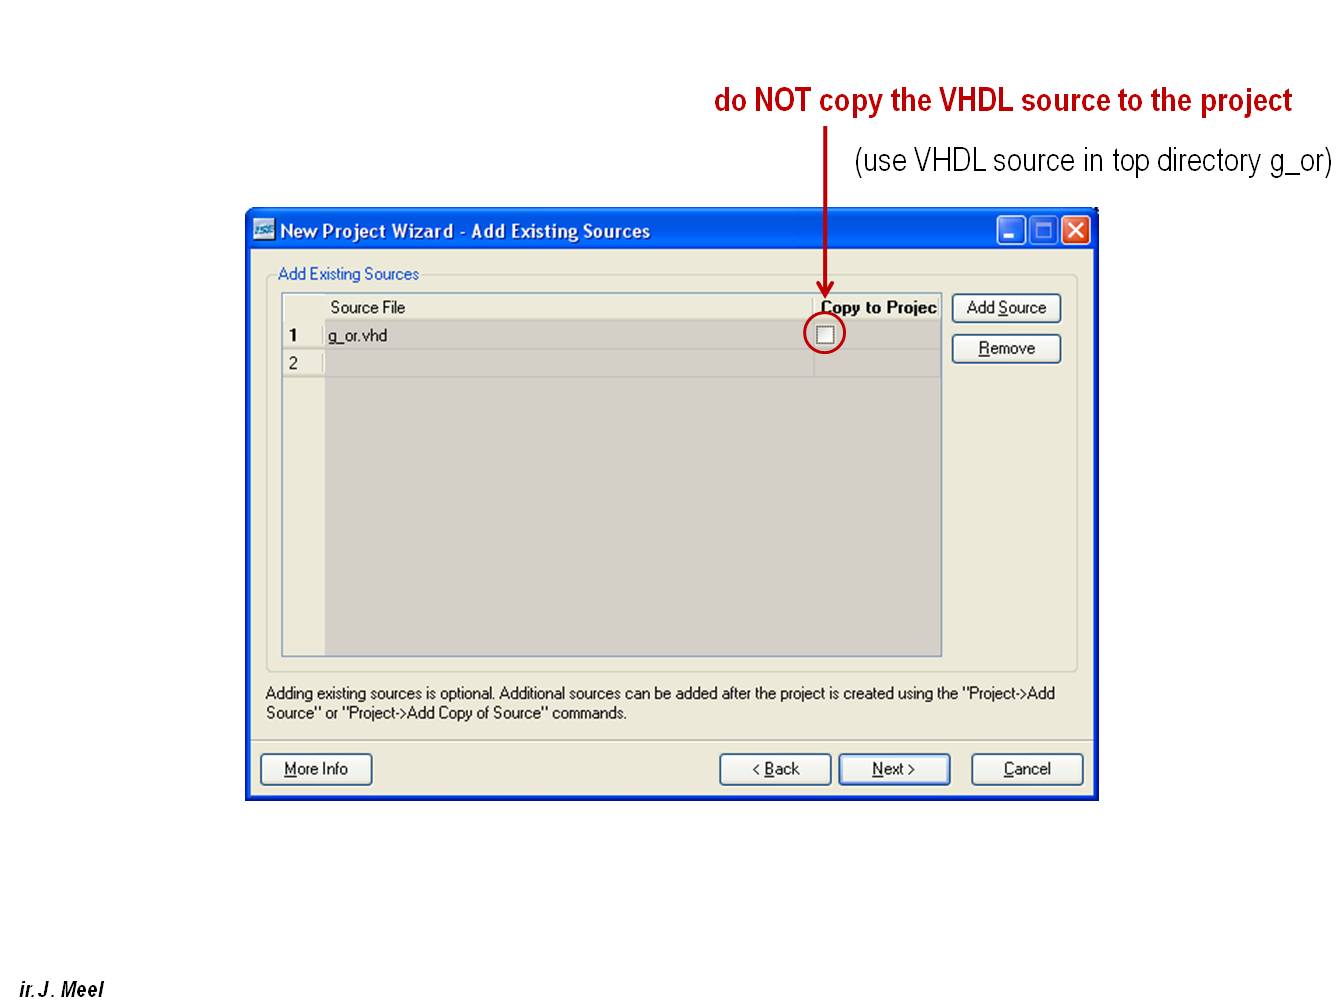 do NOT copy the VHDL source to the project
(use VHDL source in top directory g_or)
ISE New Project Wizard - Add Existing Sources
Add Existing Sources
Source File Copy to Projec Add Source
1 g_or.vhd
Remove
2
Adding existing sources is optional. Additional sources can be added after the project is created using the "Project->Add
Source" or "Project->Add Copy of Source" commands.
More Info < Back Next > Cancel
ir. J. Meel